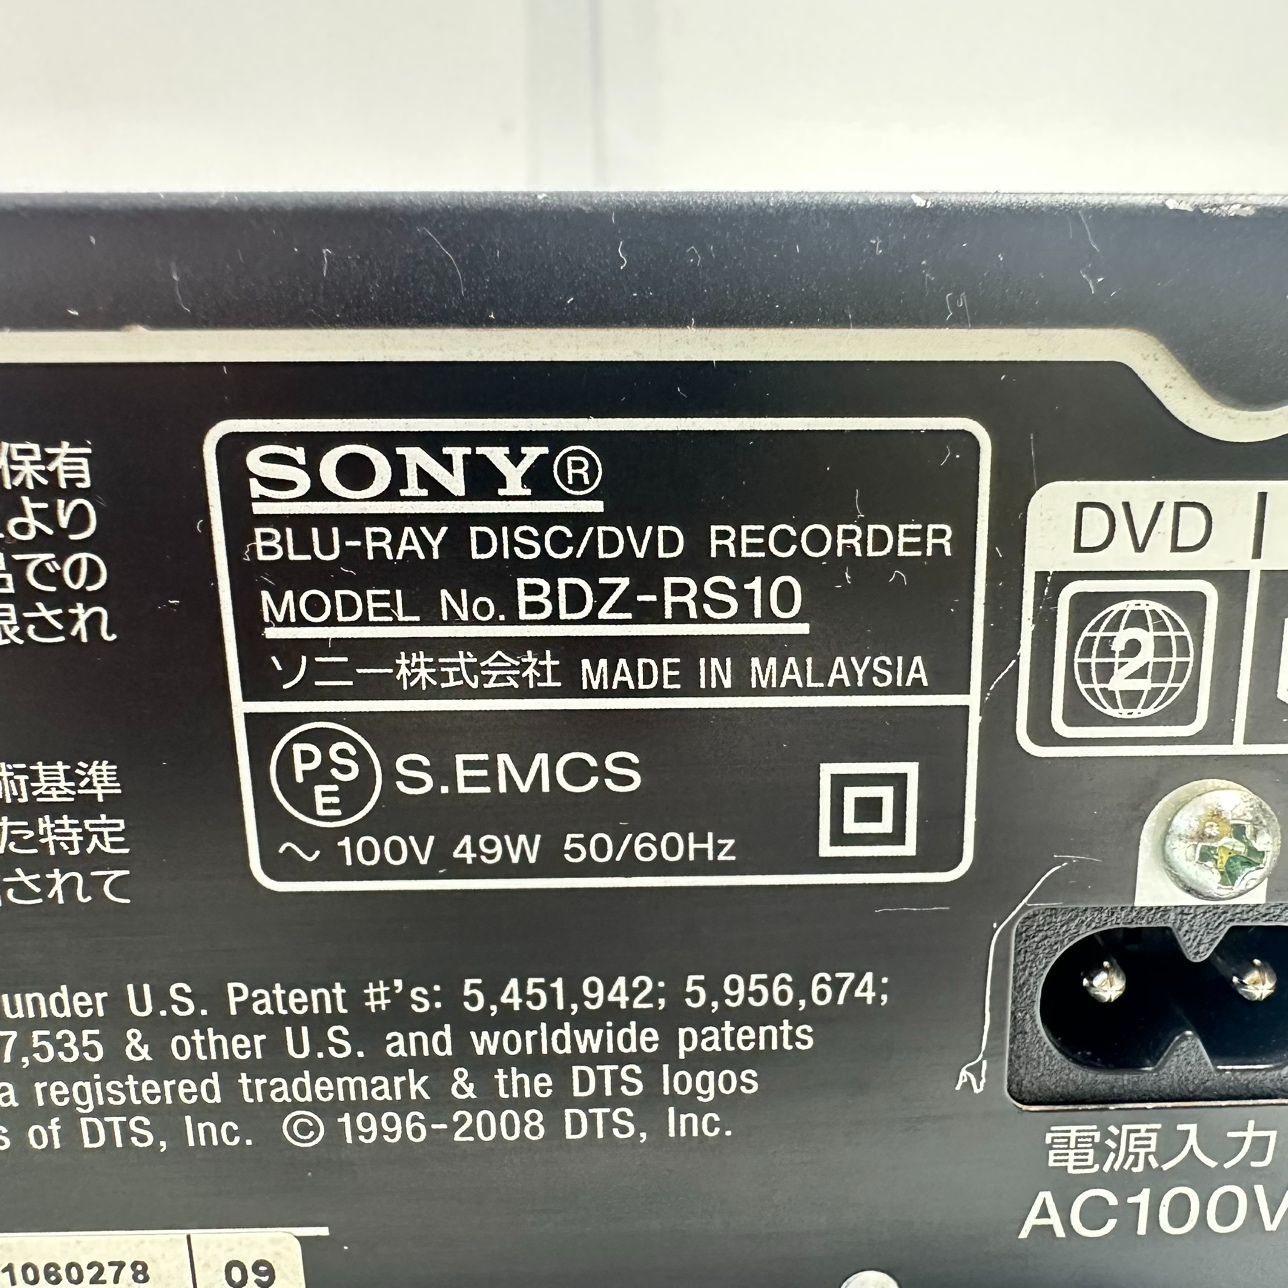 保有
より
での
限され
術基準
た特定
されて
SONY®
BLU-RAY DISC/DVD RECORDER
MODEL No. BDZ-RS10
ソニー株式会社 MADE IN MALAYSIA
PSE S.EMCS
～ 100V 49W 50/60Hz
DVD
2
under U.S. Patent #'s: 5,451,942; 5,956,674;
7,535 & other U.S. and worldwide patents
a registered trademark & the DTS logos
s of DTS, Inc. © 1996-2008 DTS, Inc.
電源入力
AC100V
1060278 09